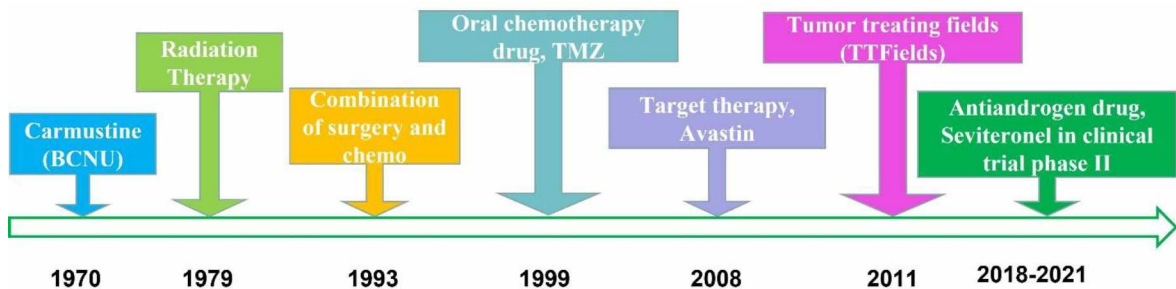 Carmustine
(BCNU)
Radiation
Therapy
Combination
of surgery and
chemo
Oral chemotherapy
drug, TMZ
Target therapy,
Avastin
Tumor treating fields
(TTFields)
Antiandrogen drug,
Seviteronel in clinical
trial phase II
1970
1979
1993
1999
2008
2011
2018-2021